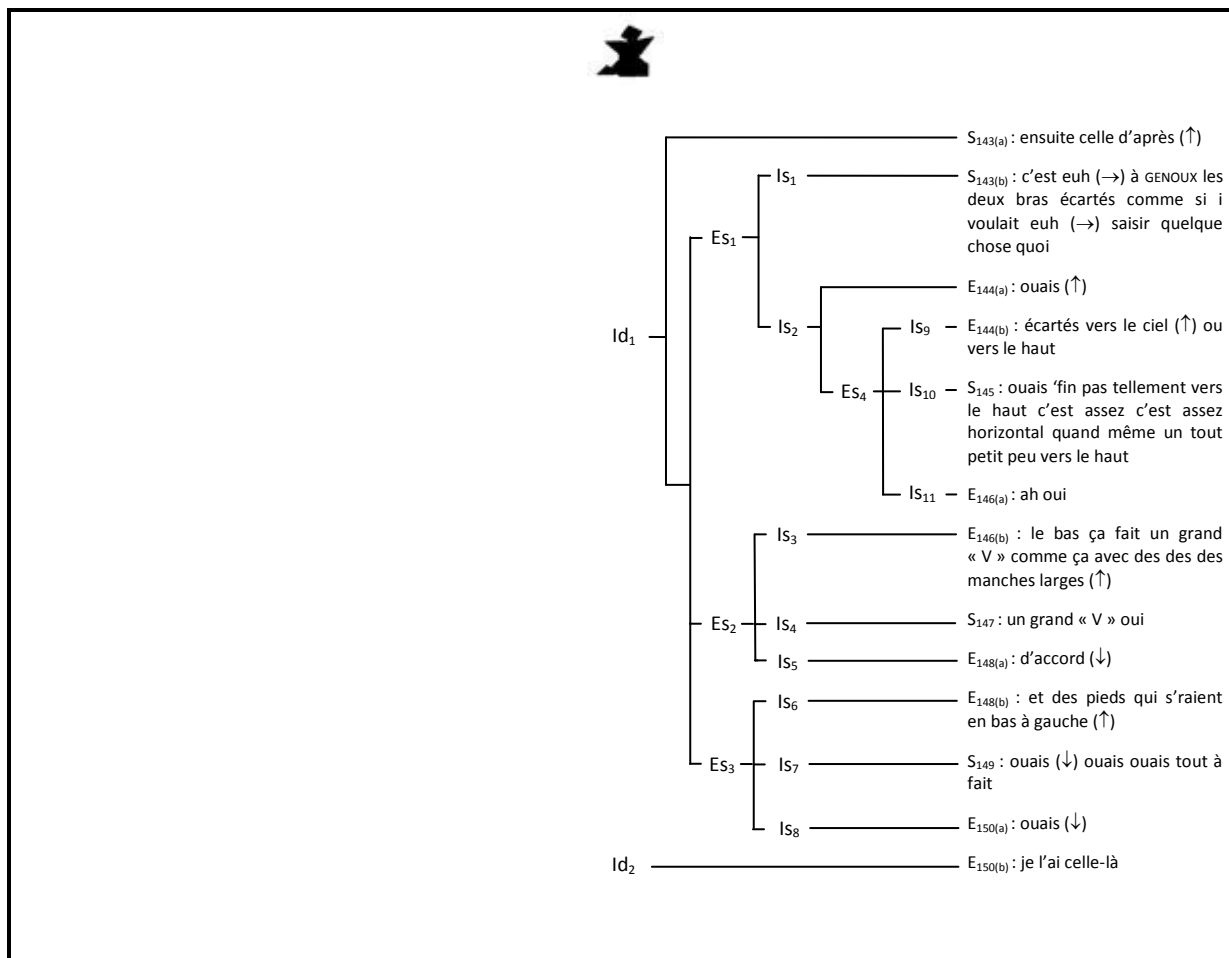 S143(a) : ensuite celle d'après (↑)
Is1
S143(b) : c'est euh (→) à GENOUX les
deux bras écartés comme si i
voulait euh (→) saisir quelque
chose quoi
Es1
E144(a) : ouais (↑)
Is2
Id1
Is9
E144(b) : écartés vers le ciel (↑) ou
vers le haut
Es4
Is10
S145 : ouais ‘fin pas tellement vers
le haut c'est assez c'est assez
horizontal quand même un tout
petit peu vers le haut
Is11
E146(a) : ah oui
Is3
E146(b) : le bas ça fait un grand
« V » comme ça avec des des des
manches larges (↑)
Es2
Is4
S147 : un grand « V » oui
Is5
E148(a) : d'accord (↓)
Is6
E148(b) : et des pieds qui s'raient
en bas à gauche (↑)
Es3
Is7
S149 : ouais (↓) ouais ouais tout à
fait
Is8
E150(a) : ouais (↓)
Id2
E150(b) : je l'ai celle-là